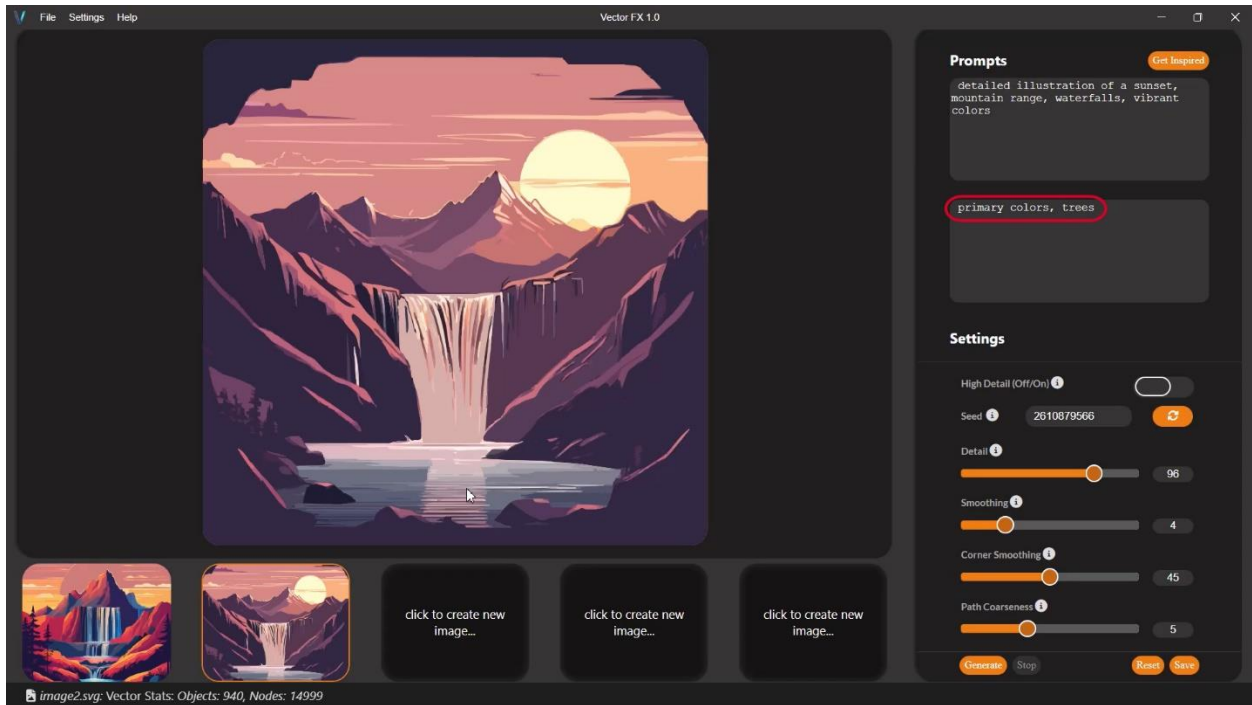 File Settings Help
Vector FX 1.0
Prompts
Get Inspired
detailed illustration of a sunset,
mountain range, waterfalls, vibrant
colors
primary colors, trees
Settings
High Detail (Off/On)
Seed
2610879566
Detail
96
Smoothing
4
Corner Smoothing
45
Path Coarseness
5
Generate Stop
Reset Save
click to create new
image...
click to create new
image...
click to create new
image...
image2.svg: Vector Stats: Objects: 940, Nodes: 14999